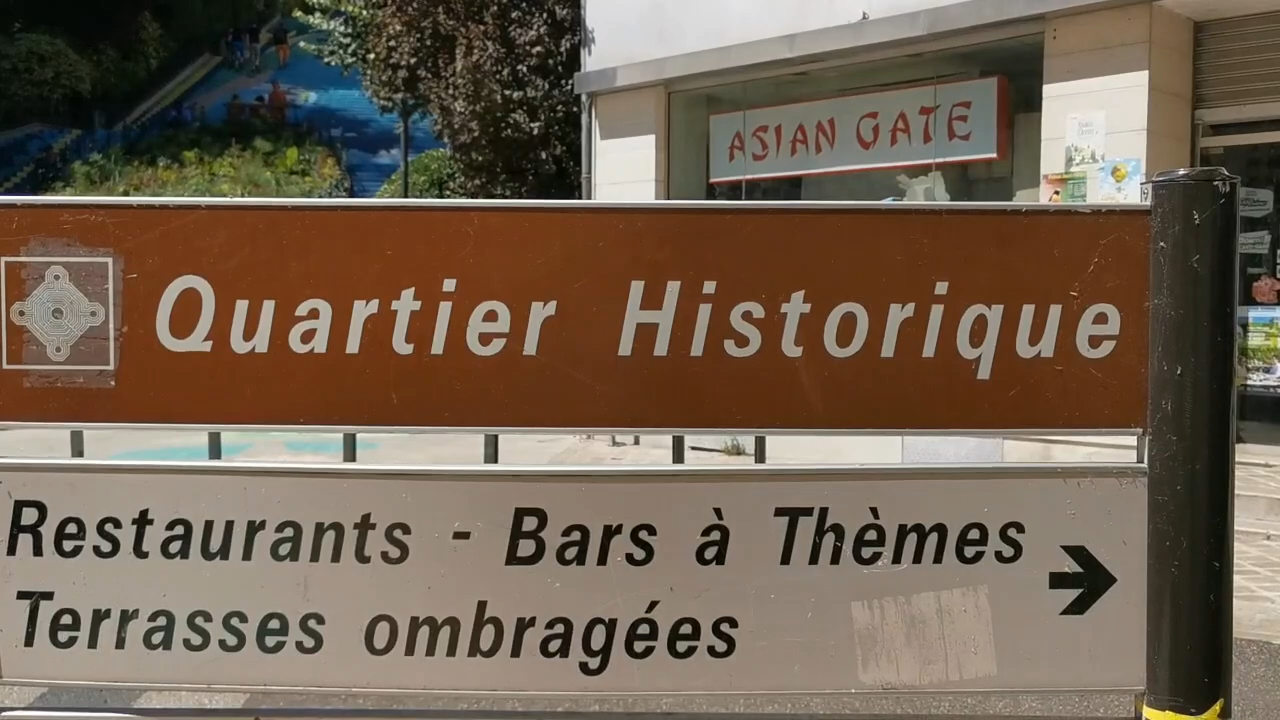 ASIAN GATE
Quartier Historique
Restaurants - Bars à Thèmes
Terrasses ombragées